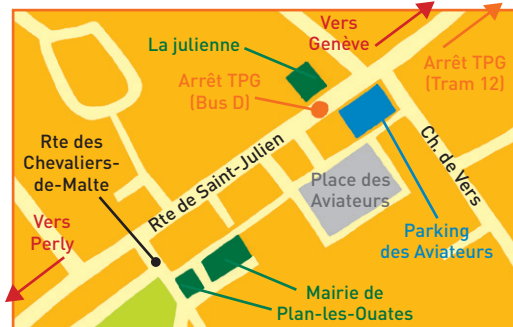 Vers
Genève
La julienne
Arrêt TPG
(Tram 12)
Arrêt TPG
(Bus D)
Rte des
Chevaliers-
de-Malte
Rte de Saint-Julien
Ch. de Vers
Place des
Aviateurs
Vers
Perly
Parking
des Aviateurs
Mairie de
Plan-les-Ouates